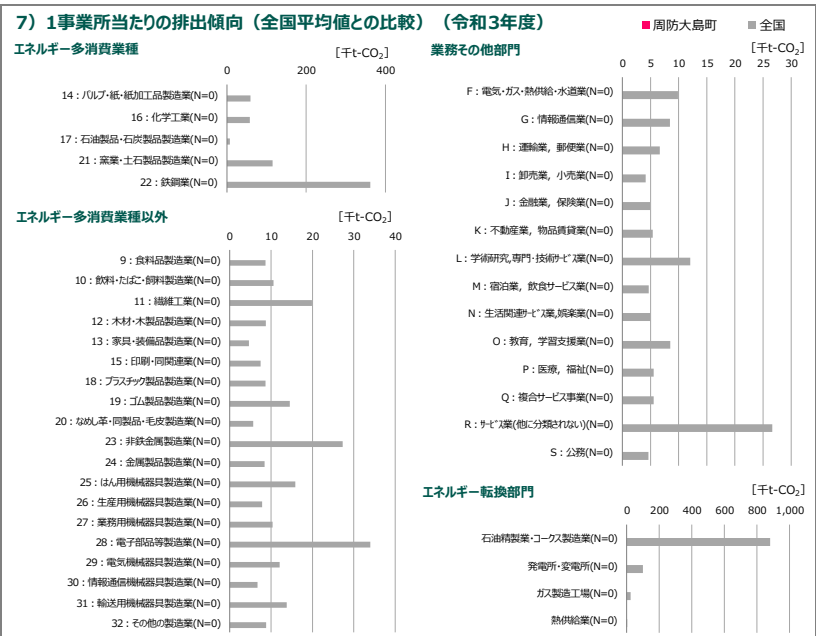 7）1事業所当たりの排出傾向（全国平均値との比較）（令和3年度）
周防大島町 全国
エネルギー多消費業種
[千t-CO₂]
0 200 400
14：パルプ・紙・紙加工品製造業(N=0)
16：化学工業(N=0)
17：石油製品・石炭製品製造業(N=0)
21：窯業・土石製品製造業(N=0)
22：鉄鋼業(N=0)
エネルギー多消費業種以外
[千t-CO₂]
0 10 20 30 40
9：食料品製造業(N=0)
10：飲料・たばこ・飼料製造業(N=0)
11：繊維工業(N=0)
12：木材・木製品製造業(N=0)
13：家具・装備品製造業(N=0)
15：印刷・同関連業(N=0)
18：プラスチック製品製造業(N=0)
19：ゴム製品製造業(N=0)
20：なめし革・同製品・毛皮製造業(N=0)
23：非鉄金属製造業(N=0)
24：金属製品製造業(N=0)
25：はん用機械器具製造業(N=0)
26：生産用機械器具製造業(N=0)
27：業務用機械器具製造業(N=0)
28：電子部品等製造業(N=0)
29：電気機械器具製造業(N=0)
30：情報通信機械器具製造業(N=0)
31：輸送用機械器具製造業(N=0)
32：その他の製造業(N=0)
業務その他部門
[千t-CO₂]
0 5 10 15 20 25 30
F：電気・ガス・熱供給・水道業(N=0)
G：情報通信業(N=0)
H：運輸業，郵便業(N=0)
I：卸売業，小売業(N=0)
J：金融業，保険業(N=0)
K：不動産業，物品賃貸業(N=0)
L：学術研究,専門・技術ｻｰﾋﾞｽ業(N=0)
M：宿泊業，飲食サービス業(N=0)
N：生活関連ｻｰﾋﾞｽ業,娯楽業(N=0)
O：教育，学習支援業(N=0)
P：医療，福祉(N=0)
Q：複合サービス事業(N=0)
R：ｻｰﾋﾞｽ業(他に分類されない)(N=0)
S：公務(N=0)
エネルギー転換部門
[千t-CO₂]
0 200 400 600 800 1,000
石油精製業・コークス製造業(N=0)
発電所・変電所(N=0)
ガス製造工場(N=0)
熱供給業(N=0)